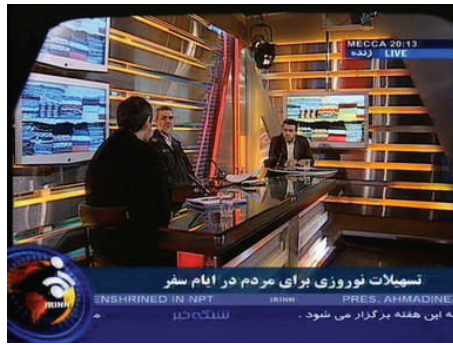 MECCA 20:13
زنده LIVE
تسهیلات نوروزی برای مردم در ایام سفر
ENSHRINED IN NPT IRINN PRES. AHMADINE
IRINN
ه این هفته برگزار می شود . شبکه خبر